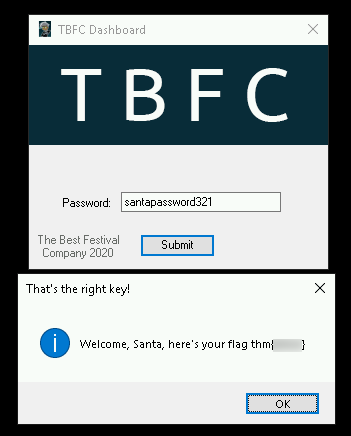 TBFC Dashboard
T B F C
Password: santapassword321
The Best Festival
Company 2020
Submit
That's the right key!
Welcome, Santa, here's your flag thm{ }
OK